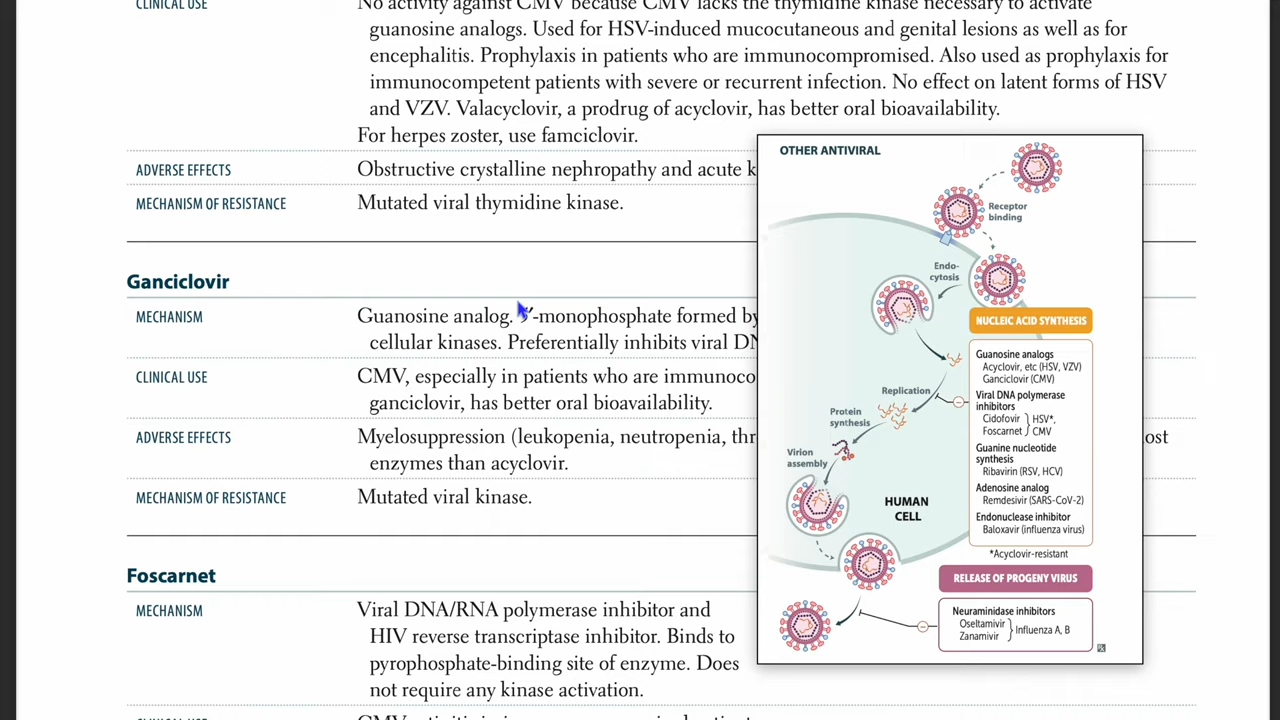 CLINICAL USE
No activity against CMV because CMV lacks the thymidine kinase necessary to activate
guanosine analogs. Used for HSV-induced mucocutaneous and genital lesions as well as for
encephalitis. Prophylaxis in patients who are immunocompromised. Also used as prophylaxis for
immunocompetent patients with severe or recurrent infection. No effect on latent forms of HSV
and VZV. Valacyclovir, a prodrug of acyclovir, has better oral bioavailability.
For herpes zoster, use famciclovir.
ADVERSE EFFECTS
Obstructive crystalline nephropathy and acute k
MECHANISM OF RESISTANCE
Mutated viral thymidine kinase.
Ganciclovir
MECHANISM
Guanosine analog. 5′-monophosphate formed by
cellular kinases. Preferentially inhibits viral DN
CLINICAL USE
CMV, especially in patients who are immunoco
ganciclovir, has better oral bioavailability.
ADVERSE EFFECTS
Myelosuppression (leukopenia, neutropenia, thr
ost
enzymes than acyclovir.
MECHANISM OF RESISTANCE
Mutated viral kinase.
Foscarnet
MECHANISM
Viral DNA/RNA polymerase inhibitor and
HIV reverse transcriptase inhibitor. Binds to
pyrophosphate-binding site of enzyme. Does
not require any kinase activation.
OTHER ANTIVIRAL
Receptor
binding
Endo-
cytosis
NUCLEIC ACID SYNTHESIS
Guanosine analogs
Acyclovir, etc (HSV, VZV)
Ganciclovir (CMV)
Viral DNA polymerase
inhibitors
Cidofovir HSV*,
Foscarnet CMV
Guanine nucleotide
synthesis
Ribavirin (RSV, HCV)
Adenosine analog
Remdesivir (SARS-CoV-2)
Endonuclease inhibitor
Baloxavir (influenza virus)
*Acyclovir-resistant
Replication
Protein
synthesis
Virion
assembly
HUMAN
CELL
RELEASE OF PROGENY VIRUS
Neuraminidase inhibitors
Oseltamivir
Zanamivir
Influenza A, B